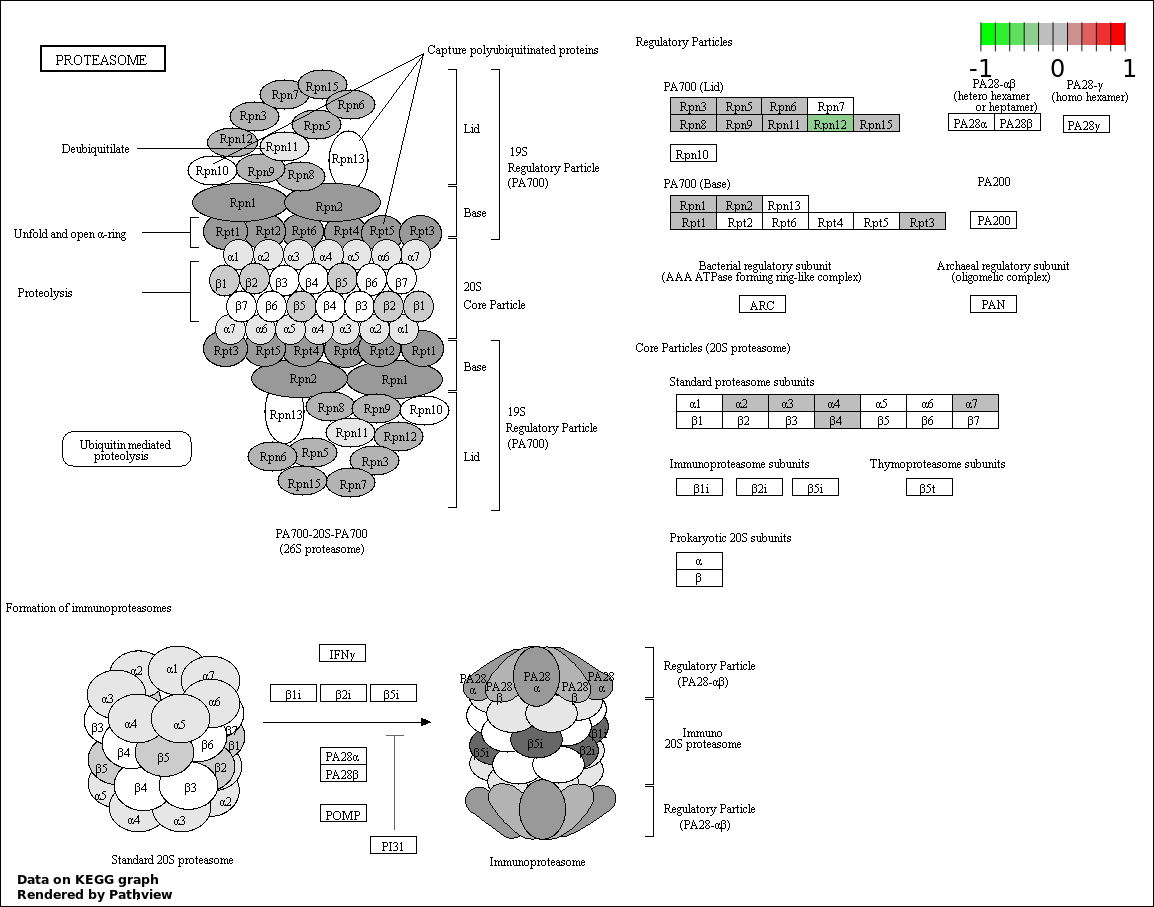 PROTEASOME
Capture polyubiquitinated proteins
Rpn15
Rpn7
Rpn6
Rpn3
Rpn5
Rpn12
Rpn11
Rpn13
Deubiquitilate
Rpn10
Rpn9
Rpn8
Lid
19S
Regulatory Particle
(PA700)
Rpn1
Rpn2
Base
Unfold and open α-ring
Rpt1
Rpt2
Rpt6
Rpt4
Rpt5
Rpt3
α1
α2
α3
α4
α5
α6
α7
Proteolysis
β1
β2
β3
β4
β5
β6
β7
20S
Core Particle
β7
β6
β5
β4
β3
β2
β1
α7
α6
α5
α4
α3
α2
α1
Rpt3
Rpt5
Rpt4
Rpt6
Rpt2
Rpt1
Base
Rpn2
Rpn1
Rpn13
Rpn8
Rpn9
Rpn10
19S
Regulatory Particle
(PA700)
Rpn11
Rpn12
Ubiquitin mediated
proteolysis
Rpn6
Rpn5
Rpn3
Lid
Rpn15
Rpn7
PA700-20S-PA700
(26S proteasome)
Regulatory Particles
-1
0
1
PA700 (Lid)
Rpn3
Rpn5
Rpn6
Rpn7
Rpn8
Rpn9
Rpn11
Rpn12
Rpn15
Rpn10
PA28-αβ
(hetero hexamer
or heptamer)
PA28α
PA28β
PA28-γ
(homo hexamer)
PA28γ
PA700 (Base)
Rpn1
Rpn2
Rpn13
Rpt1
Rpt2
Rpt6
Rpt4
Rpt5
Rpt3
PA200
PA200
Bacterial regulatory subunit
(AAA ATPase forming ring-like complex)
ARC
Archaeal regulatory subunit
(oligomelic complex)
PAN
Core Particles (20S proteasome)
Standard proteasome subunits
α1
α2
α3
α4
α5
α6
α7
β1
β2
β3
β4
β5
β6
β7
Immunoproteasome subunits
β1i
β2i
β5i
Thymoproteasome subunits
β5t
Prokaryotic 20S subunits
α
β
Formation of immunoproteasomes
α2
α1
α7
α3
α6
α4
α5
β3
β7
β4
β6
β1
β5
β5
β2
α5
β4
β3
α2
α4
α3
Standard 20S proteasome
IFNγ
β1i
β2i
β5i
PA28α
PA28β
POMP
PI31
PA28
α
PA28
β
PA28
α
PA28
β
PA28
α
β1i
β5i
β5i
β2i
Immunoproteasome
Regulatory Particle
(PA28-αβ)
Immuno
20S proteasome
Regulatory Particle
(PA28-αβ)
Data on KEGG graph
Rendered by Pathview